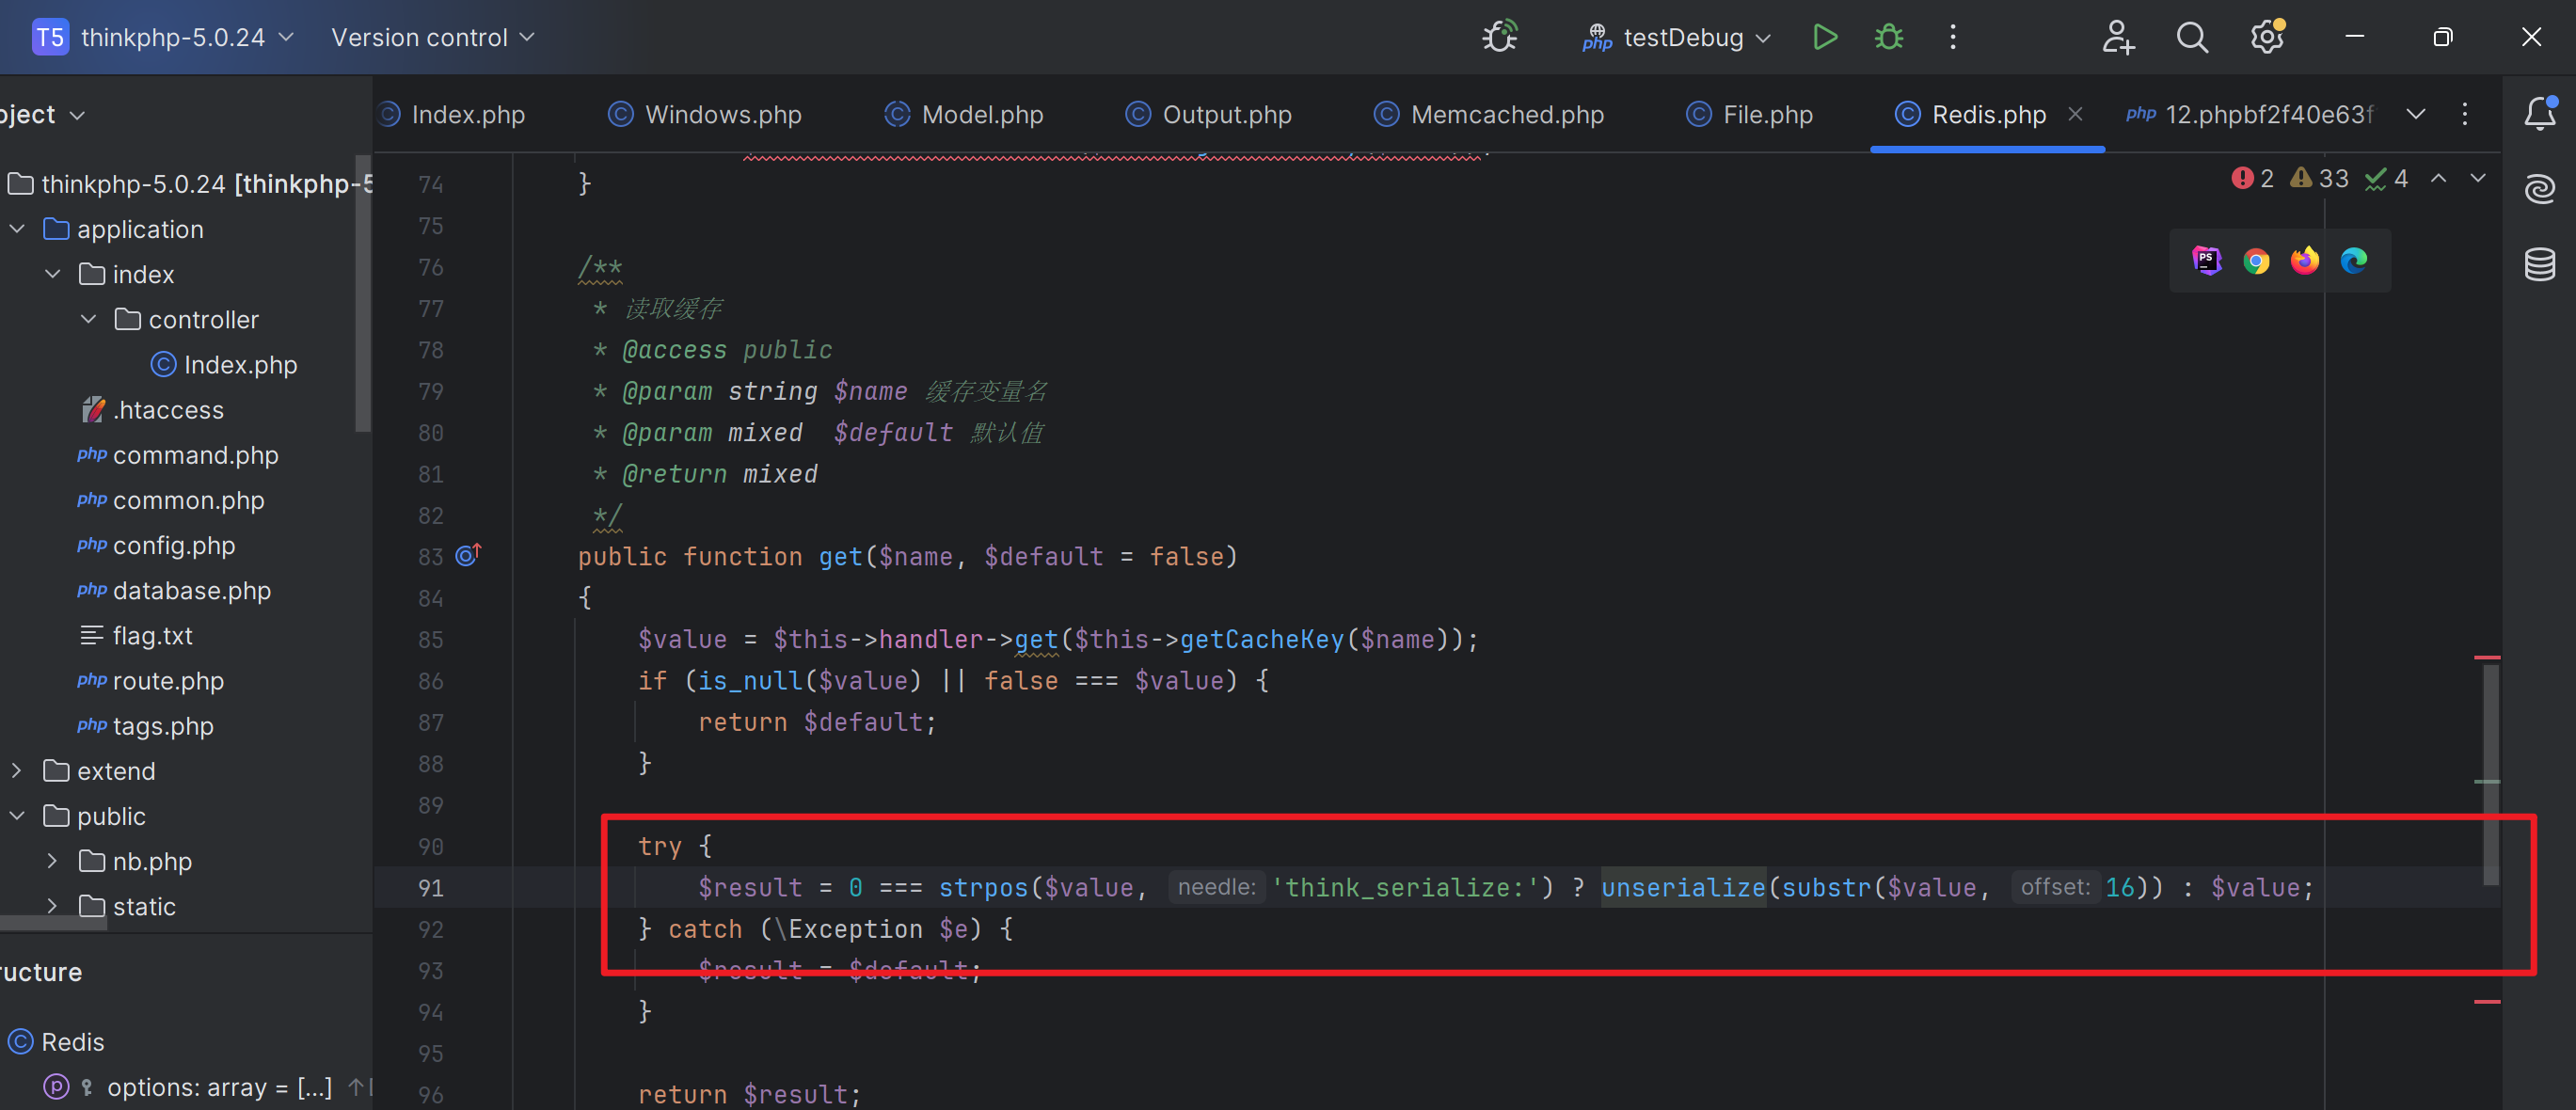 T5 thinkphp-5.0.24 Version control testDebug
oject
Index.php Windows.php Model.php Output.php Memcached.php File.php Redis.php 12.phpbf2f40e63f
2 33 4
thinkphp-5.0.24 [thinkphp-5
application
index
controller
Index.php
.htaccess
php command.php
php common.php
php config.php
php database.php
flag.txt
php route.php
php tags.php
extend
public
nb.php
static
ucture
Redis
options: array = [...]
74 }
75
76 /**
77 * 读取缓存
78 * @access public
79 * @param string $name 缓存变量名
80 * @param mixed  $default 默认值
81 * @return mixed
82 */
83 public function get($name, $default = false)
84 {
85 $value = $this->handler->get($this->getCacheKey($name));
86 if (is_null($value) || false === $value) {
87 return $default;
88 }
89
90 try {
91 $result = 0 === strpos($value, needle: 'think_serialize:') ? unserialize(substr($value, offset: 16)) : $value;
92 } catch (\Exception $e) {
93 $result = $default;
94 }
95
96 return $result;